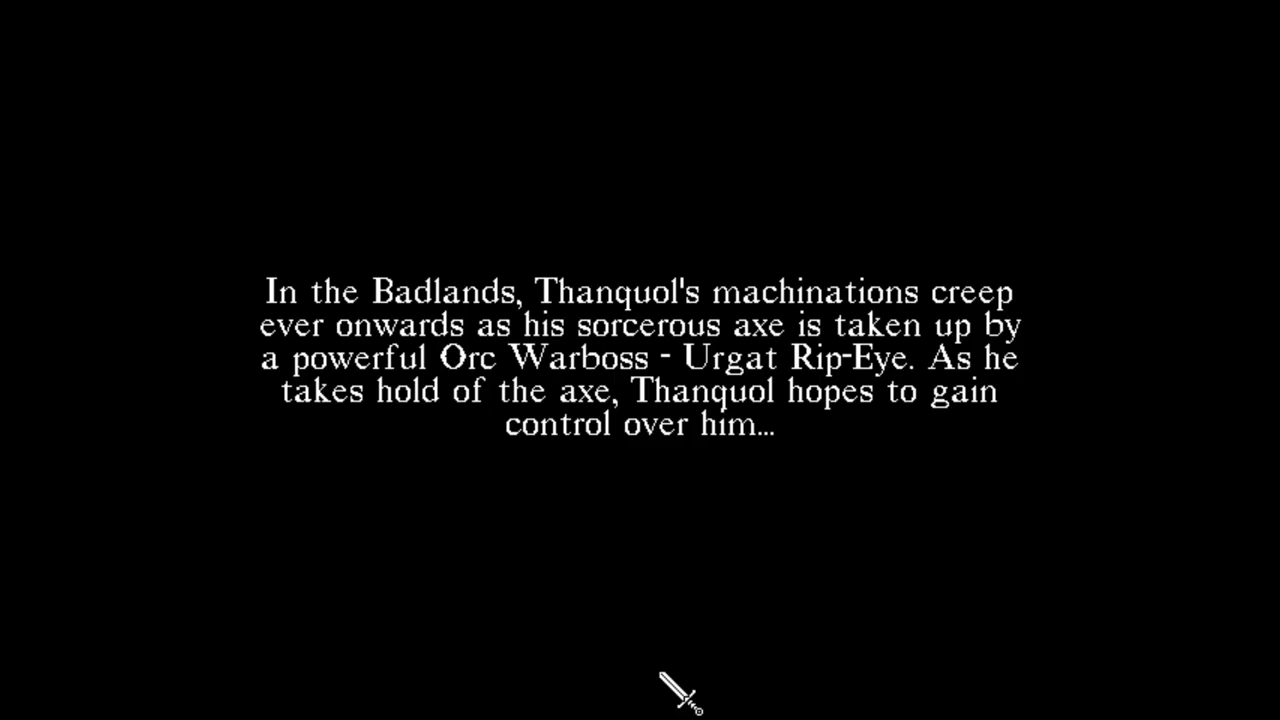 In the Badlands, Thanquol's machinations creep
ever onwards as his sorcerous axe is taken up by
a powerful Orc Warboss - Urgat Rip-Eye. As he
takes hold of the axe, Thanquol hopes to gain
control over him...